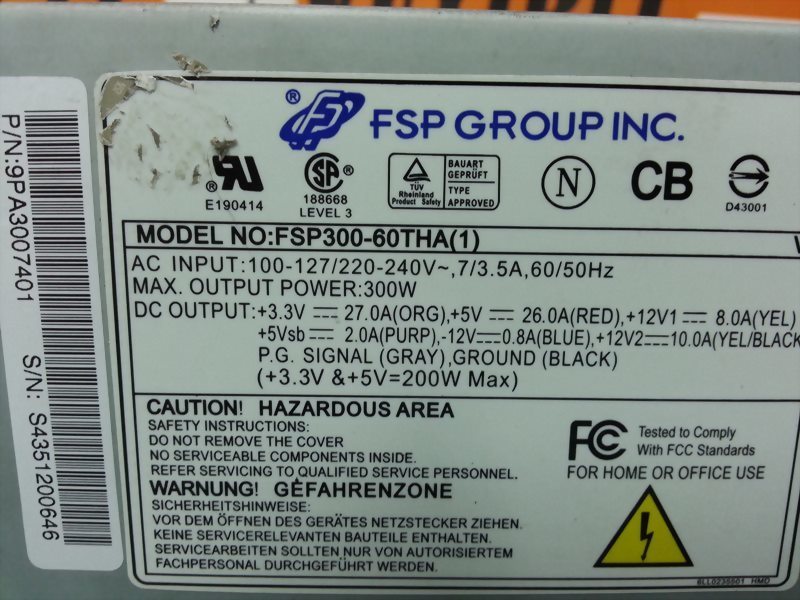 FSP GROUP INC.
E190414
188668
LEVEL 3
TÜV
Rheinland
Product Safety
BAUART
GEPRÜFT
TYPE
APPROVED
N
CB
D43001
MODEL NO:FSP300-60THA(1)
AC INPUT:100-127/220-240V~,7/3.5A,60/50Hz
MAX. OUTPUT POWER:300W
DC OUTPUT:+3.3V ⎓ 27.0A(ORG),+5V ⎓ 26.0A(RED),+12V1 ⎓ 8.0A(YEL)
+5Vsb ⎓ 2.0A(PURP),-12V⎓0.8A(BLUE),+12V2⎓10.0A(YEL/BLACK
P.G. SIGNAL (GRAY),GROUND (BLACK)
(+3.3V &+5V=200W Max)
CAUTION! HAZARDOUS AREA
SAFETY INSTRUCTIONS:
DO NOT REMOVE THE COVER
NO SERVICEABLE COMPONENTS INSIDE.
REFER SERVICING TO QUALIFIED SERVICE PERSONNEL.
WARNUNG! GEFAHRENZONE
SICHERHEITSHINWEISE:
VOR DEM ÖFFNEN DES GERÄTES NETZSTECKER ZIEHEN.
KEINE SERVICERELEVANTEN BAUTEILE ENTHALTEN.
SERVICEARBEITEN SOLLTEN NUR VON AUTORISIERTEM
FACHPERSONAL DURCHGEFÜHRT WERDEN.
FC
Tested to Comply
With FCC Standards
FOR HOME OR OFFICE USE
P/N:9PA3007401
S/N: S4351200646